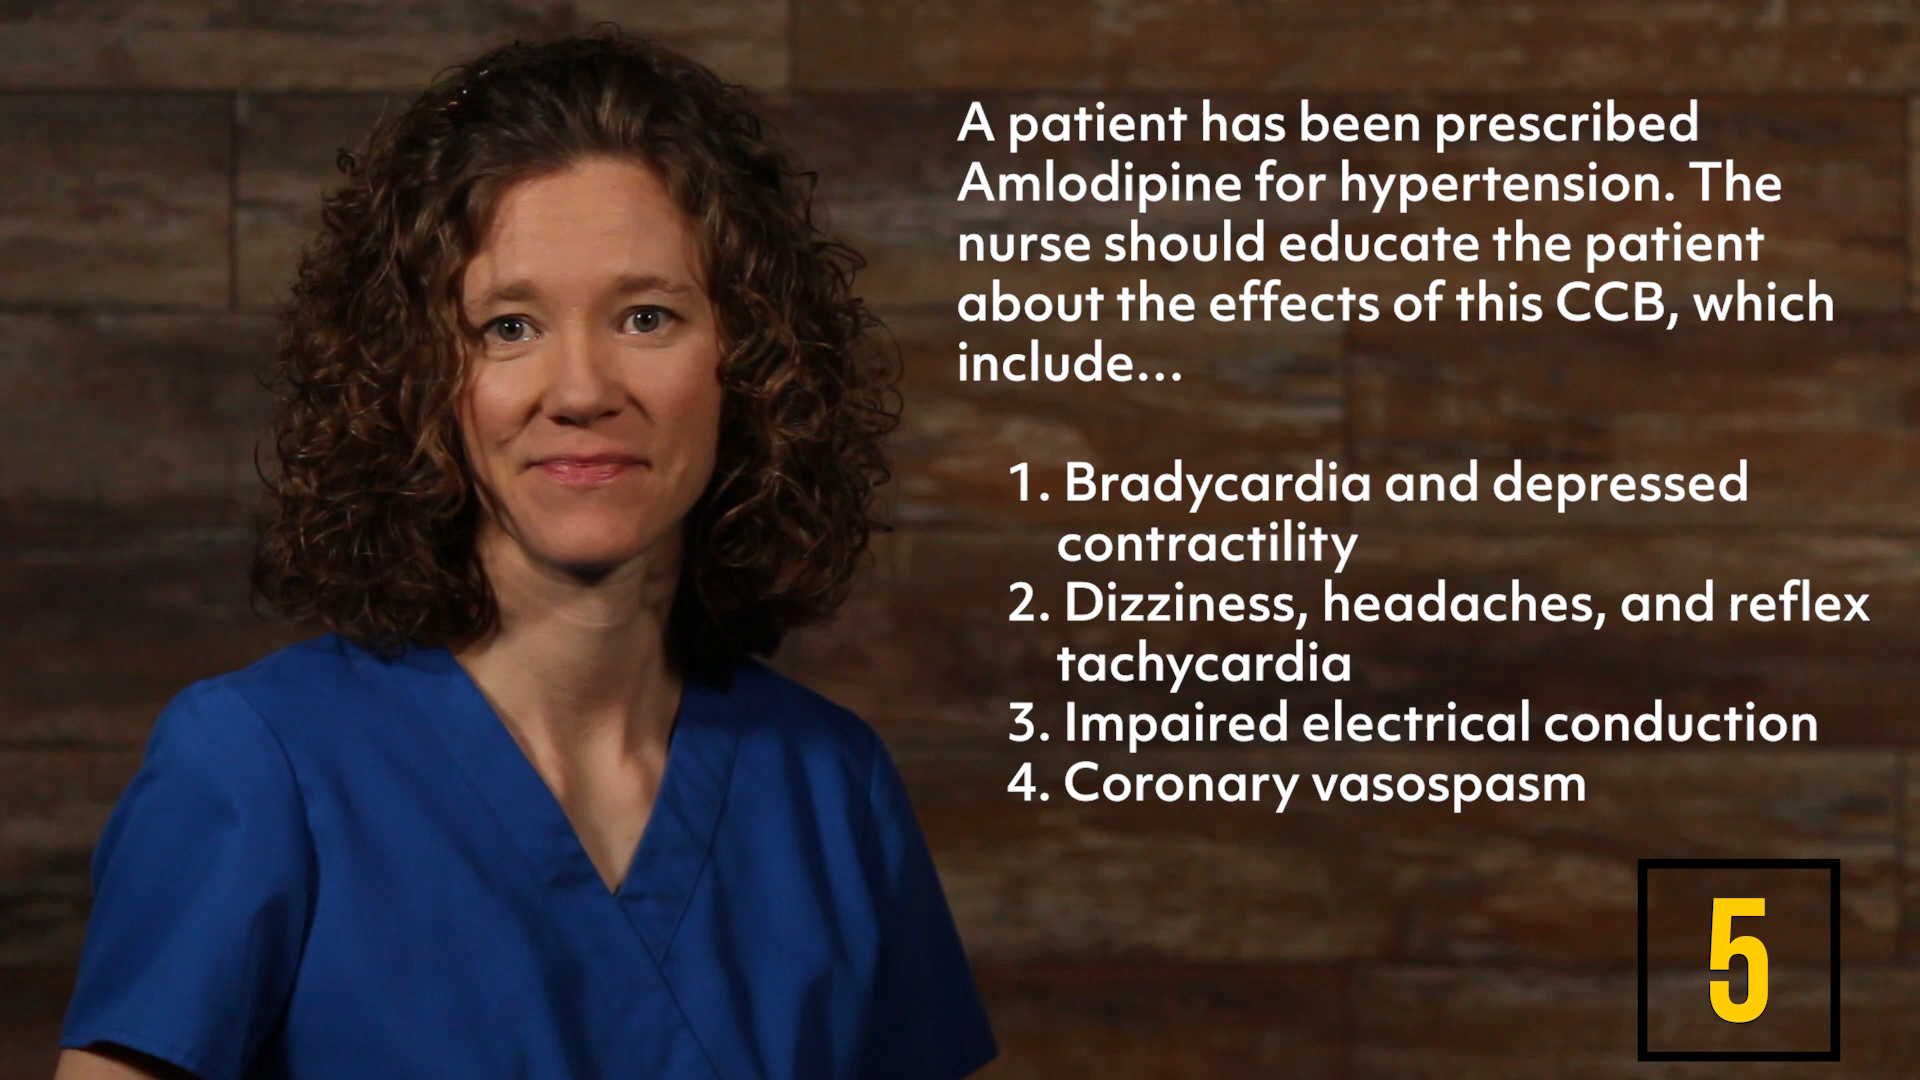 A patient has been prescribed
Amlodipine for hypertension. The
nurse should educate the patient
about the effects of this CCB, which
include...
1. Bradycardia and depressed
contractility
2. Dizziness, headaches, and reflex
tachycardia
3. Impaired electrical conduction
4. Coronary vasospasm
5